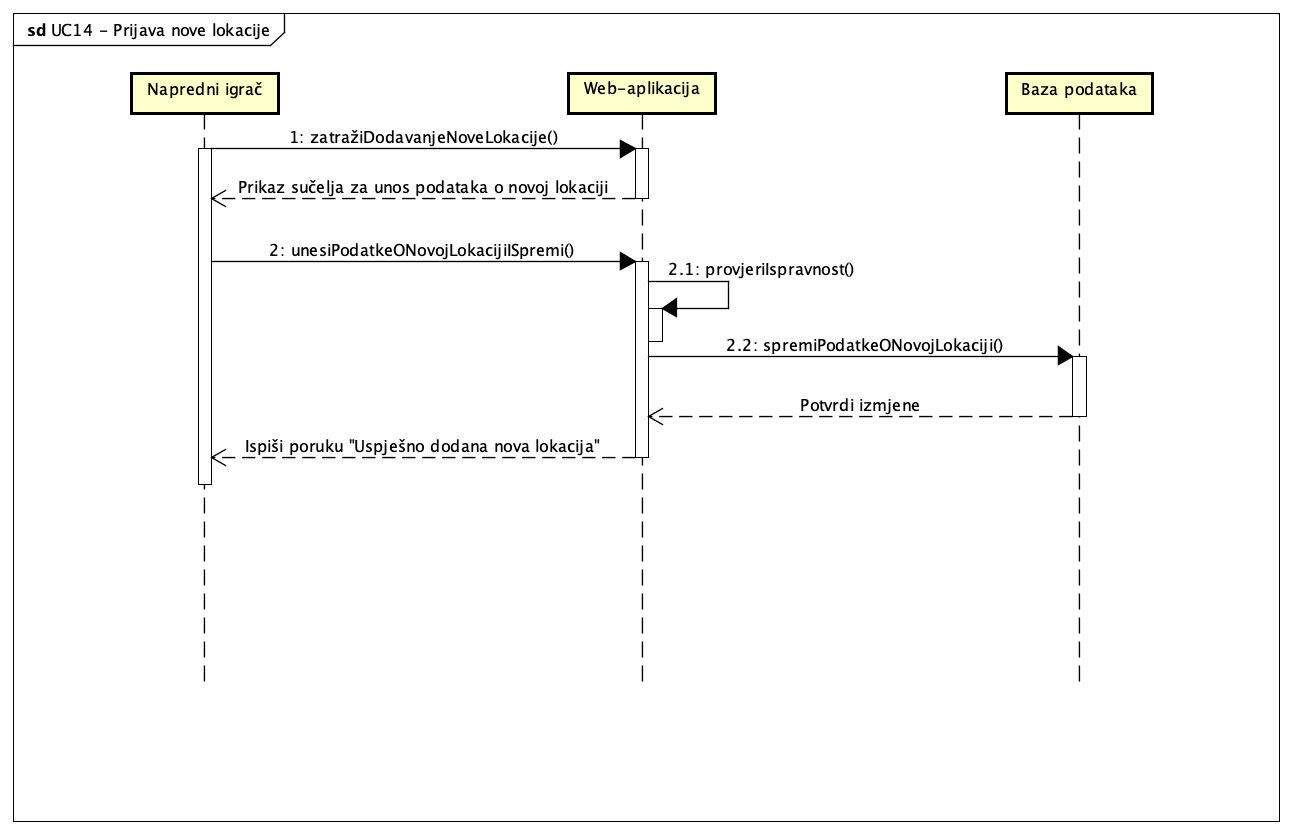 sd UC14 - Prijava nove lokacije
Napredni igrač
Web-aplikacija
Baza podataka
1: zatražiDodavanjeNoveLokacije()
Prikaz sučelja za unos podataka o novoj lokaciji
2: unesiPodatkeONovojLokacijiISpremi()
2.1: provjeriIspravnost()
2.2: spremiPodatkeONovojLokaciji()
Potvrdi izmjene
Ispiši poruku "Uspješno dodana nova lokacija"